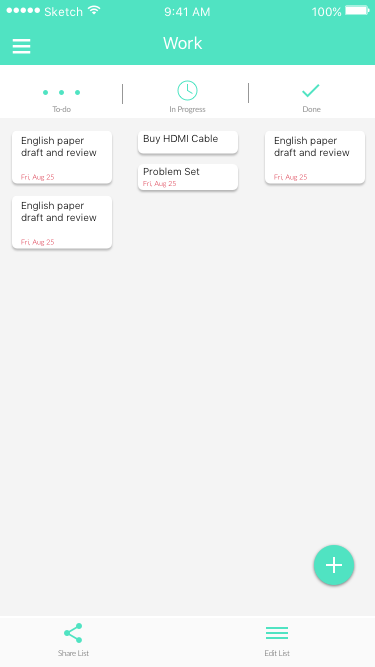 Sketch 9:41 AM 100%
Work
To-do In Progress Done
English paper
draft and review
Fri, Aug 25
English paper
draft and review
Fri, Aug 25
Buy HDMI Cable
Problem Set
Fri, Aug 25
English paper
draft and review
Fri, Aug 25
Share List Edit List